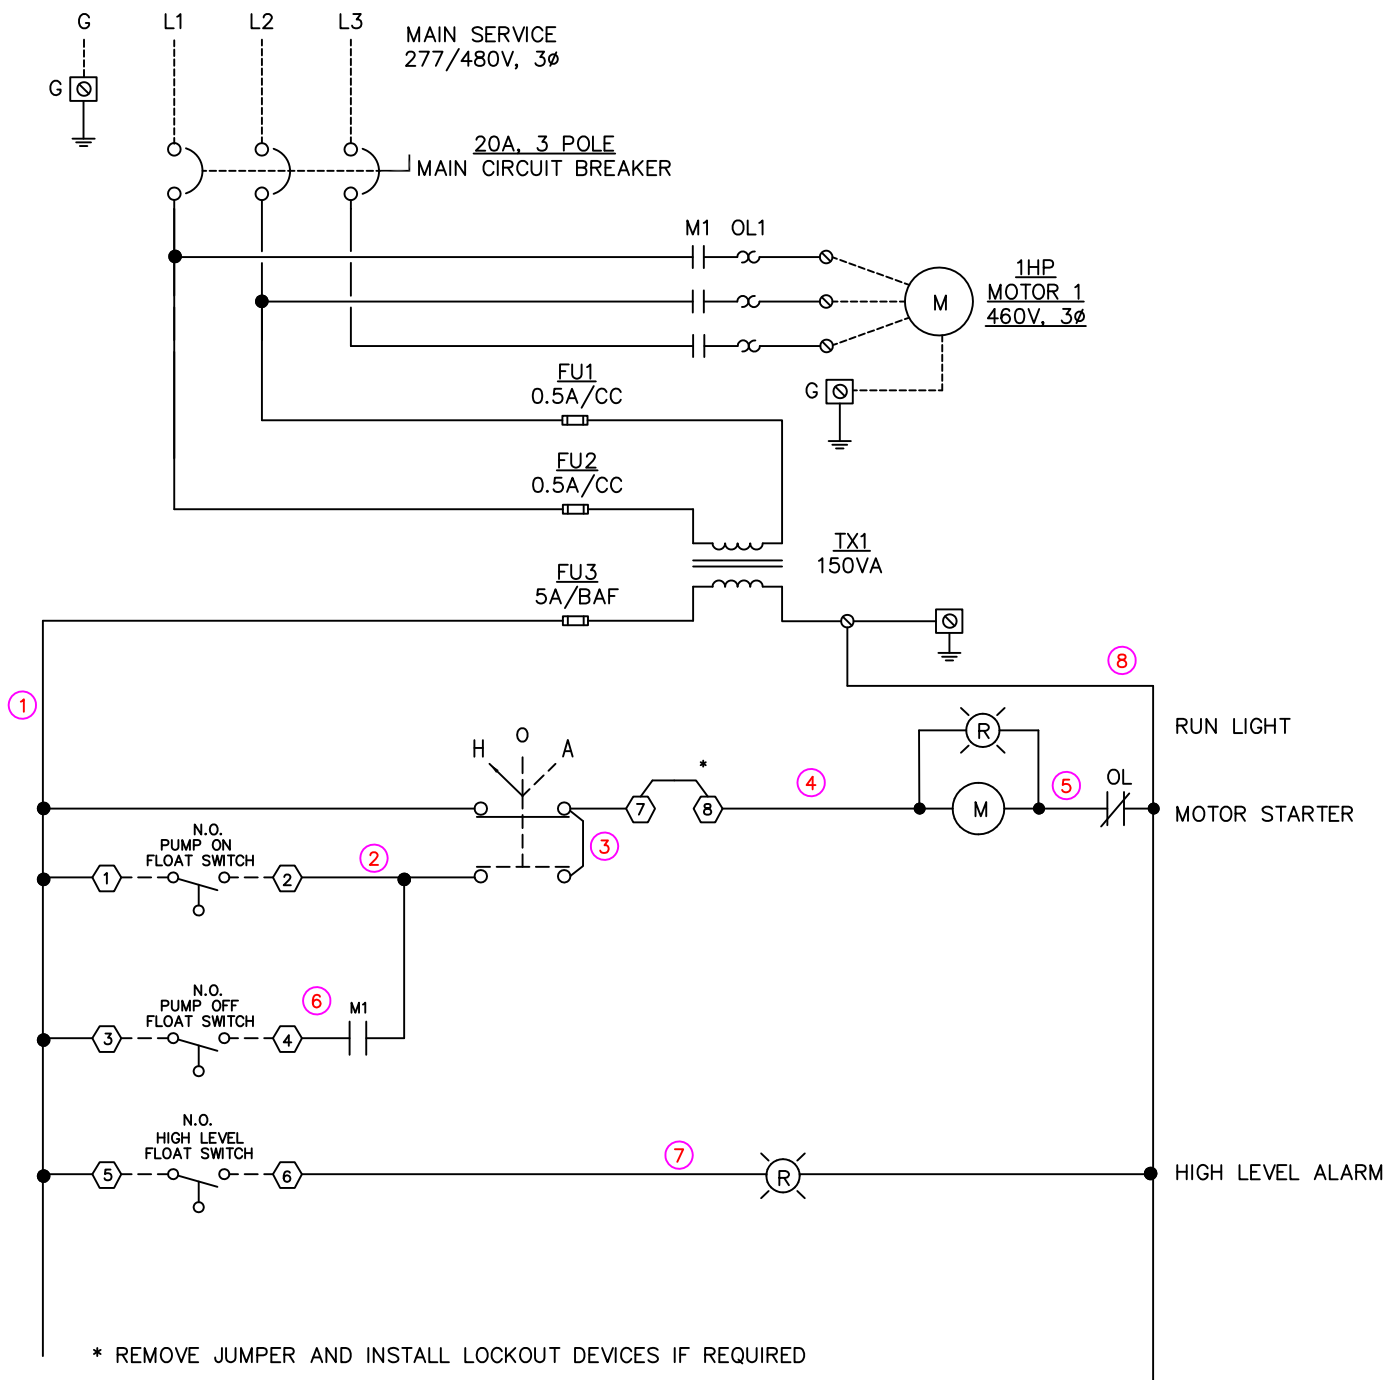 G L1 L2 L3
MAIN SERVICE
277/480V, 3ø
G
20A, 3 POLE
MAIN CIRCUIT BREAKER
M1 OL1
1HP
MOTOR 1
460V, 3ø
M
FU1
0.5A/CC
G
FU2
0.5A/CC
TX1
150VA
FU3
5A/BAF
8
1
RUN LIGHT
R
H O A
*
4
5
OL
7
8
M
MOTOR STARTER
3
N.O.
PUMP ON
FLOAT SWITCH
2
1
2
N.O.
PUMP OFF
FLOAT SWITCH
6
M1
3
4
N.O.
HIGH LEVEL
FLOAT SWITCH
7
5
6
R
HIGH LEVEL ALARM
* REMOVE JUMPER AND INSTALL LOCKOUT DEVICES IF REQUIRED